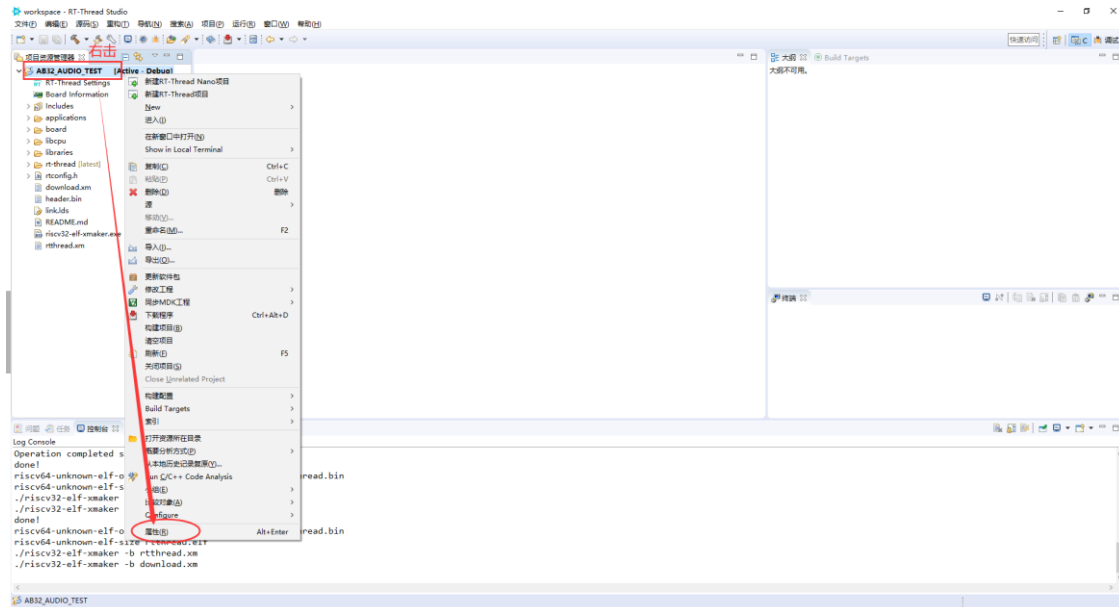 workspace - RT-Thread Studio
文件(F) 编辑(E) 源码(S) 重构(T) 导航(N) 搜索(A) 项目(P) 运行(R) 窗口(W) 帮助(H)
快速访问
C
调试
项目资源管理器
右击
大纲
Build Targets
大纲不可用。
AB32_AUDIO_TEST [Active - Debug]
RT-Thread Settings
Board Information
Includes
applications
board
libcpu
libraries
rt-thread [latest]
rtconfig.h
download.xm
header.bin
link.lds
README.md
riscv32-elf-xmaker.exe
rtthread.xm
新建RT-Thread Nano项目
新建RT-Thread项目
New
进入(I)
在新窗口中打开(N)
Show in Local Terminal
复制(C) Ctrl+C
粘贴(P) Ctrl+V
删除(D) 删除
源
移动(V)...
重命名(M)... F2
导入(I)...
导出(O)...
更新软件包
修改工程
同步MDK工程
下载程序 Ctrl+Alt+D
构建项目(B)
清空项目
刷新(F) F5
关闭项目(S)
Close Unrelated Project
构建配置
Build Targets
索引
打开资源所在目录
概要分析方式(P)
从本地历史记录复原(Y)...
Run C/C++ Code Analysis
小组(E)
比较对象(A)
Configure
属性(R) Alt+Enter
终端
问题 任务 控制台
Log Console
Operation completed s
done!
riscv64-unknown-elf-o
read.bin
riscv64-unknown-elf-s
./riscv32-elf-xmaker
./riscv32-elf-xmaker
done!
riscv64-unknown-elf-o
read.bin
riscv64-unknown-elf-size rtthread.elf
./riscv32-elf-xmaker -b rtthread.xm
./riscv32-elf-xmaker -b download.xm
AB32_AUDIO_TEST